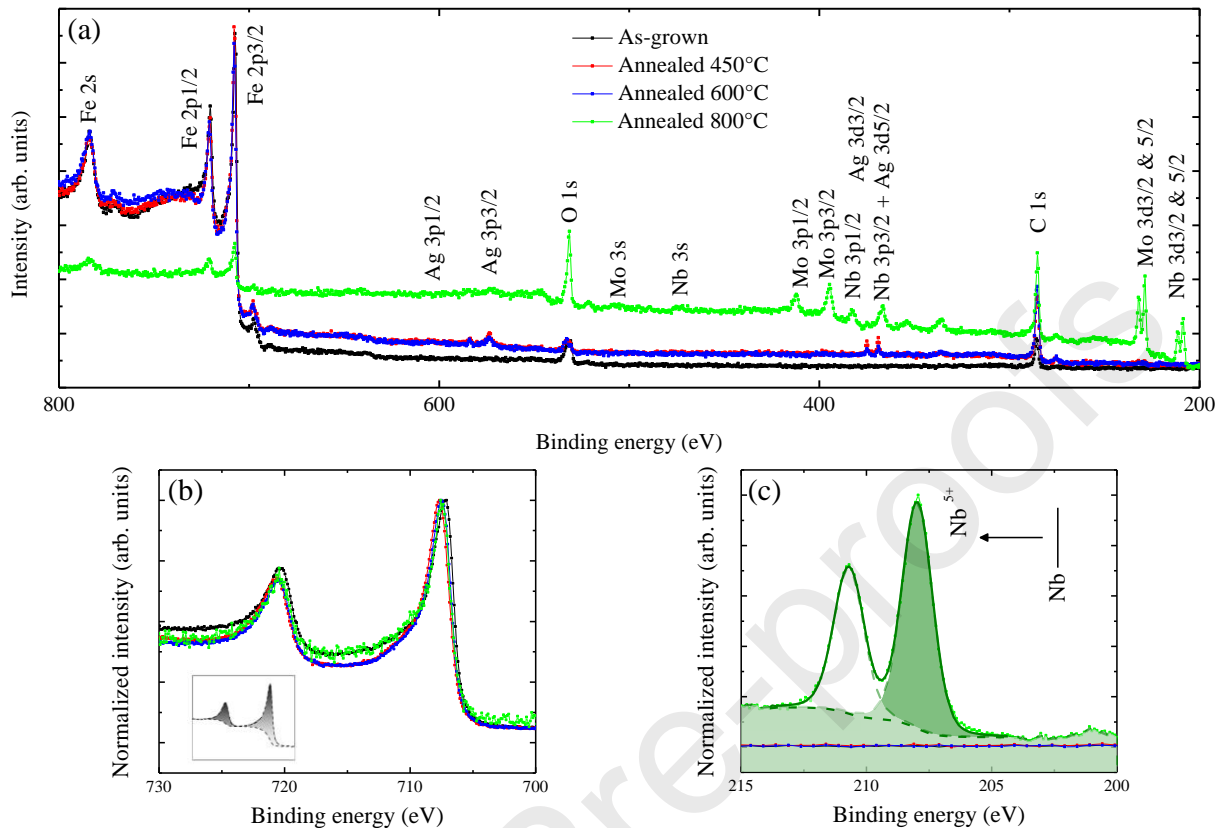 (a)
As-grown
Annealed 450°C
Annealed 600°C
Annealed 800°C
Fe 2s
Fe 2p1/2
Fe 2p3/2
Ag 3p1/2
Ag 3p3/2
O 1s
Mo 3s
Nb 3s
Mo 3p1/2
Mo 3p3/2
Nb 3p1/2
Ag 3d3/2
Nb 3p3/2 + Ag 3d5/2
C 1s
Mo 3d3/2 & 5/2
Nb 3d3/2 & 5/2
Intensity (arb. units)
800 600 400 200
Binding energy (eV)
(b)
Normalized intensity (arb. units)
730 720 710 700
Binding energy (eV)
(c)
Nb5+
Nb
Normalized intensity (arb. units)
215 210 205 200
Binding energy (eV)
re-proofs